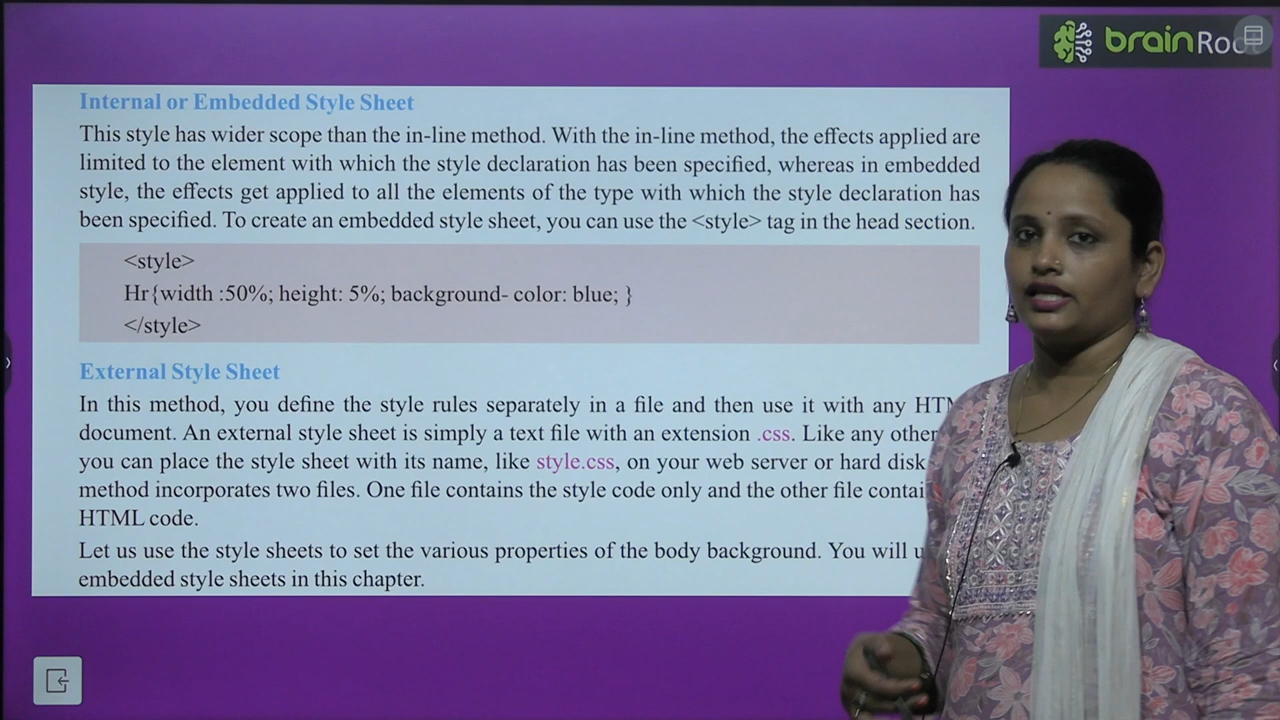 brainRoo
Internal or Embedded Style Sheet
This style has wider scope than the in-line method. With the in-line method, the effects applied are
limited to the element with which the style declaration has been specified, whereas in embedded
style, the effects get applied to all the elements of the type with which the style declaration has
been specified. To create an embedded style sheet, you can use the <style> tag in the head section.
<style>
Hr{width :50%; height: 5%; background- color: blue; }
</style>
External Style Sheet
In this method, you define the style rules separately in a file and then use it with any
document. An external style sheet is simply a text file with an extension .css. Like any other
you can place the style sheet with its name, like style.css, on your web server or hard disk
method incorporates two files. One file contains the style code only and the other file
HTML code.
Let us use the style sheets to set the various properties of the body background. You will
embedded style sheets in this chapter.